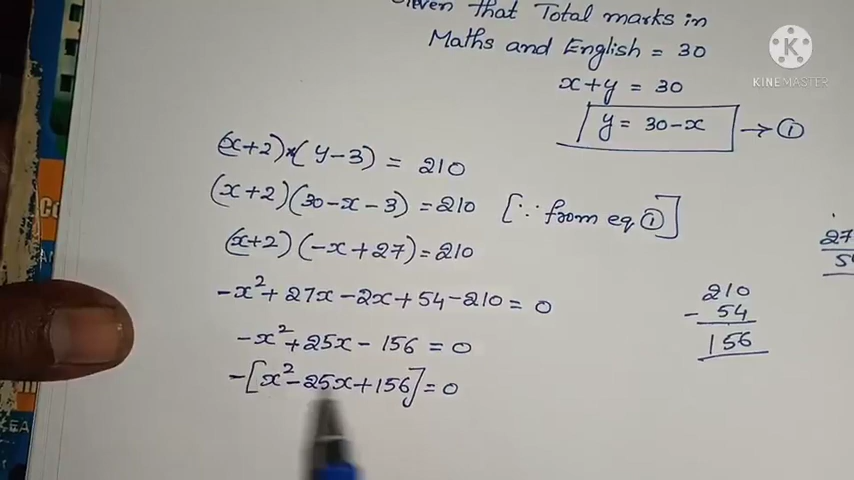 that Total marks in
Maths and English = 30
x+y = 30
y = 30-x → ①
(x+2)×(y-3) = 210
(x+2)(30-x-3) = 210 [∵ from eq ①]
(x+2)(-x+27) = 210
-x²+27x-2x+54-210 = 0
-x²+25x-156 = 0
-[x²-25x+156] = 0
210
- 54
156
27
K
KINEMASTER